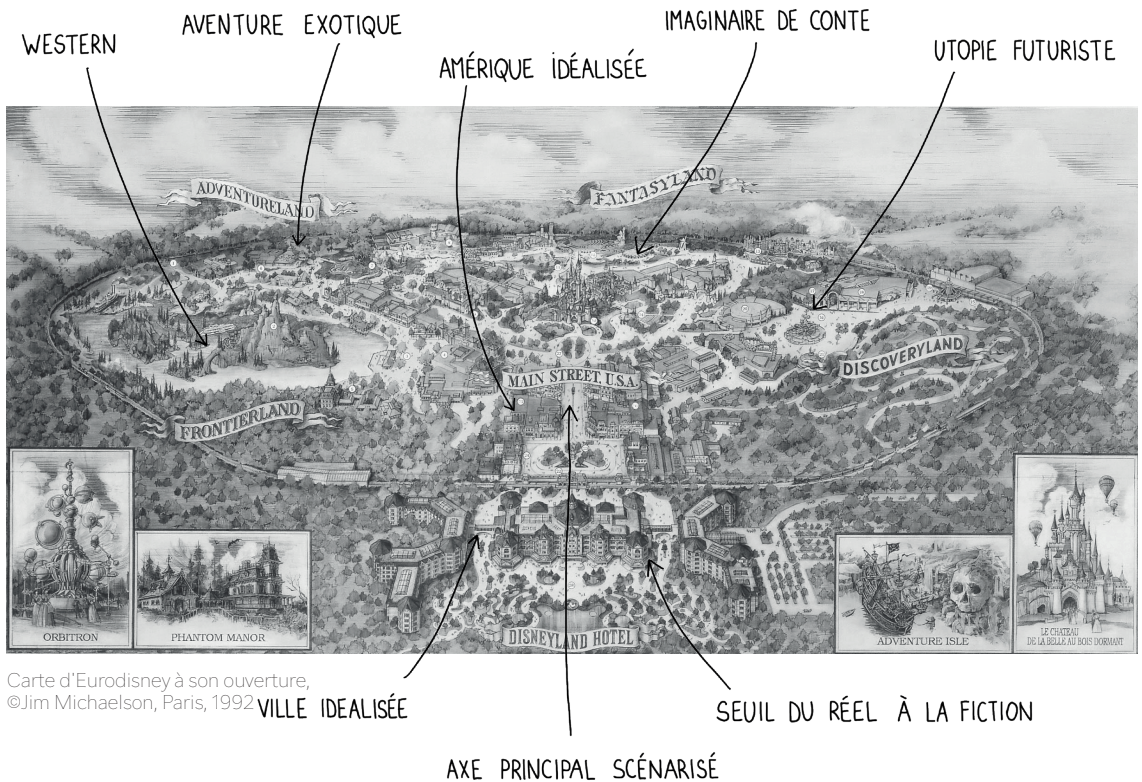 IMAGINAIRE DE CONTE
AVENTURE EXOTIQUE
WESTERN
UTOPIE FUTURISTE
AMÉRIQUE IDÉALISÉE
ADVENTURELAND
FANTASYLAND
DISCOVERYLAND
MAIN STREET, U.S.A.
FRONTIERLAND
ORBITRON
PHANTOM MANOR
DISNEYLAND HOTEL
ADVENTURE ISLE
LE CHATEAU
DE LA BELLE AU BOIS DORMANT
Carte d'Eurodisney à son ouverture,
©Jim Michaelson, Paris, 1992
VILLE IDEALISÉE
SEUIL DU RÉEL À LA FICTION
AXE PRINCIPAL SCÉNARISÉ